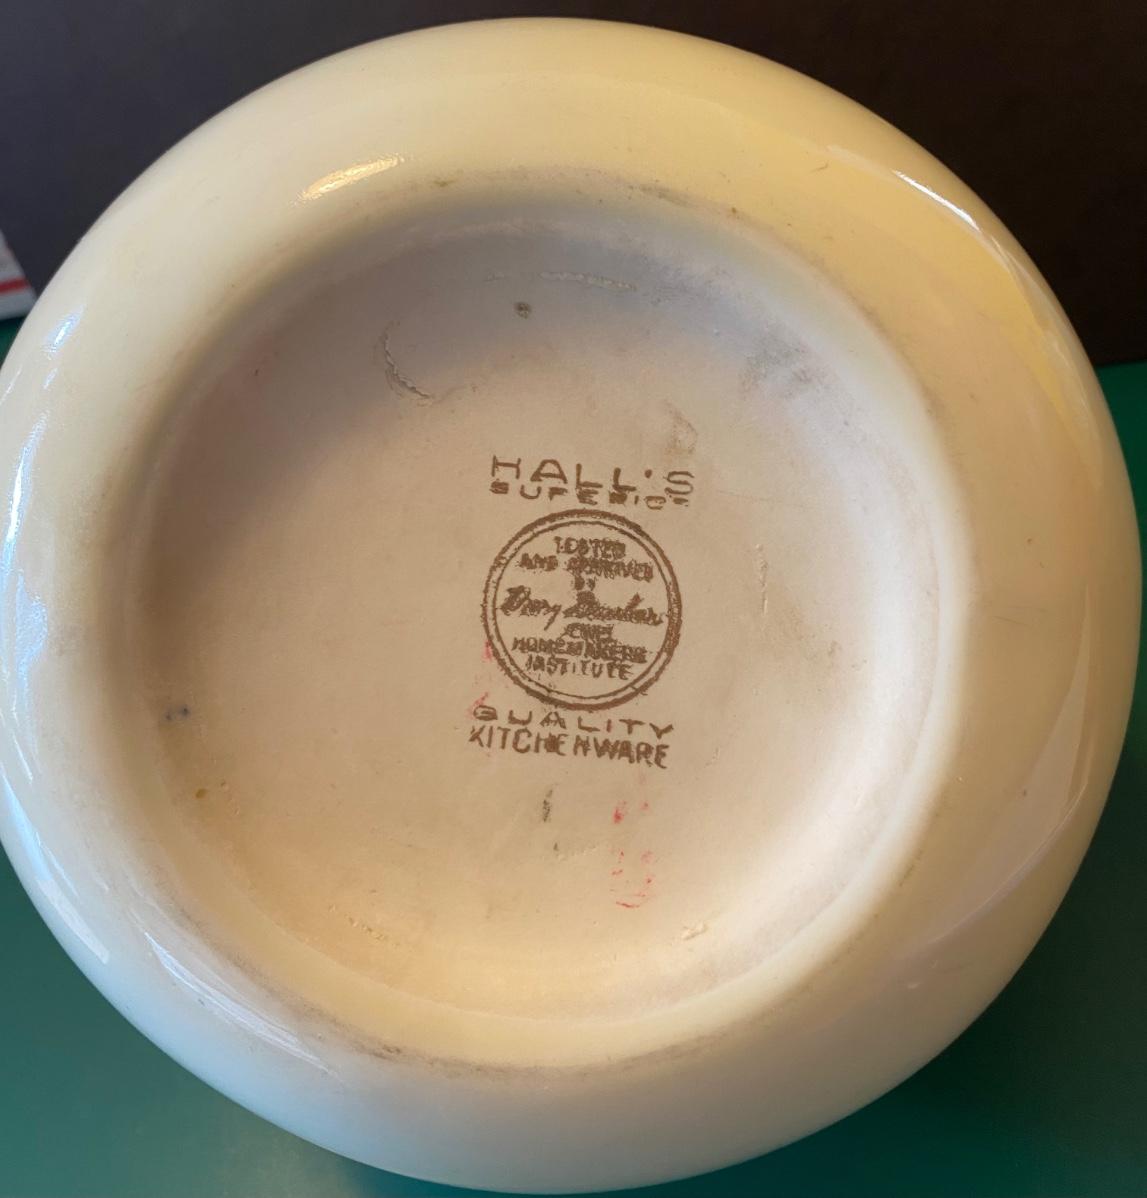 HALL'S
SUPERIOR
TESTED
AND APPROVED
BY
Mary Dunbar
JEWEL
HOMEMAKERS
INSTITUTE
QUALITY
KITCHENWARE